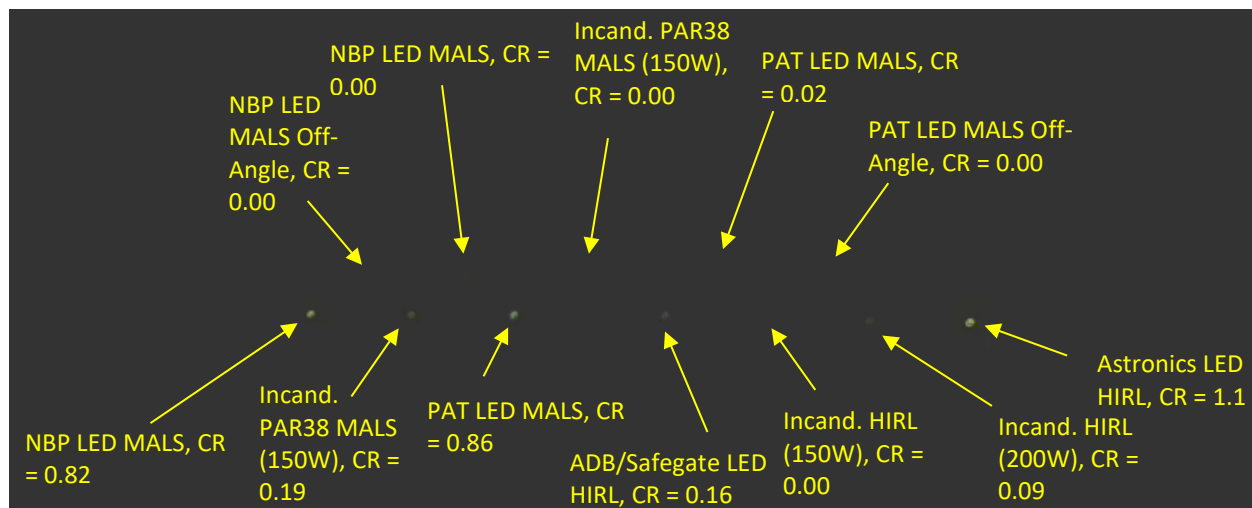 NBP LED
MALS Off-
Angle, CR =
0.00
NBP LED MALS, CR =
0.00
Incand. PAR38
MALS (150W),
CR = 0.00
PAT LED MALS, CR
= 0.02
PAT LED MALS Off-
Angle, CR = 0.00
NBP LED MALS, CR
= 0.82
Incand.
PAR38 MALS
(150W), CR =
0.19
PAT LED MALS, CR
= 0.86
ADB/Safegate LED
HIRL, CR = 0.16
Incand. HIRL
(150W), CR =
0.00
Incand. HIRL
(200W), CR =
0.09
Astronics LED
HIRL, CR = 1.1